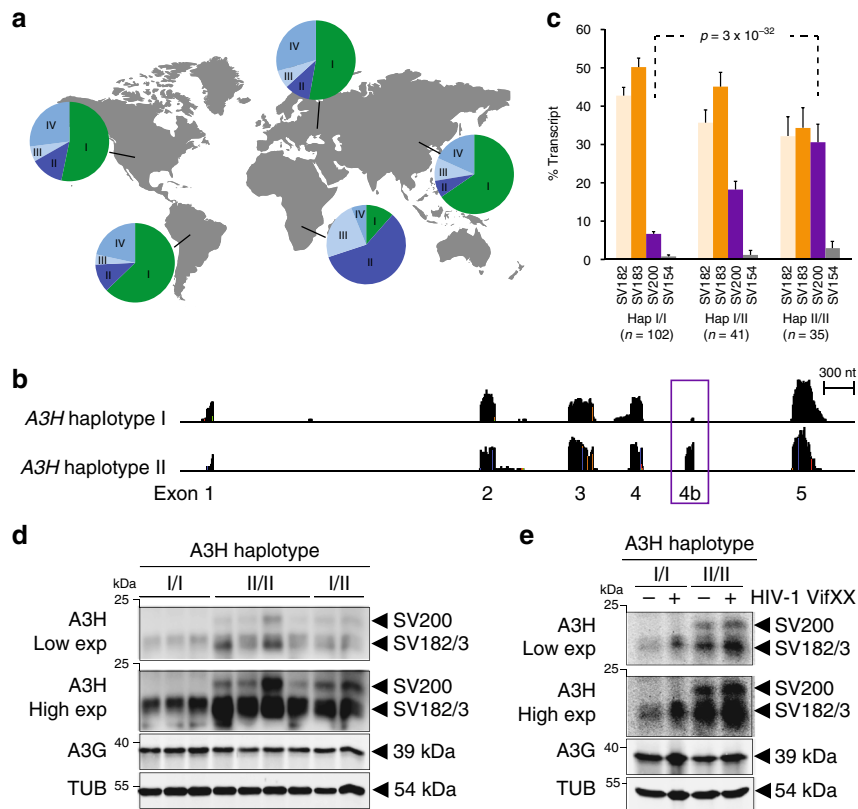 a
IV
I
III
II
IV
III
I
II
IV
III
II
I
IV
III
II
I
IV
I
III
II
c
60
50
40
30
20
10
0
% Transcript
p = 3 x 10⁻³²
SV182
SV183
SV200
SV154
SV182
SV183
SV200
SV154
SV182
SV183
SV200
SV154
Hap I/I
(n = 102)
Hap I/II
(n = 41)
Hap II/II
(n = 35)
b
300 nt
A3H haplotype I
A3H haplotype II
Exon 1 2 3 4 4b 5
d
A3H haplotype
kDa I/I II/II I/II
25
A3H SV200
Low exp SV182/3
25
A3H SV200
High exp SV182/3
A3G 40 39 kDa
TUB 55 54 kDa
e
A3H haplotype
kDa I/I II/II
− + − + HIV-1 VifXX
25
A3H SV200
Low exp SV182/3
25
A3H SV200
High exp SV182/3
A3G 40 39 kDa
TUB 55 54 kDa